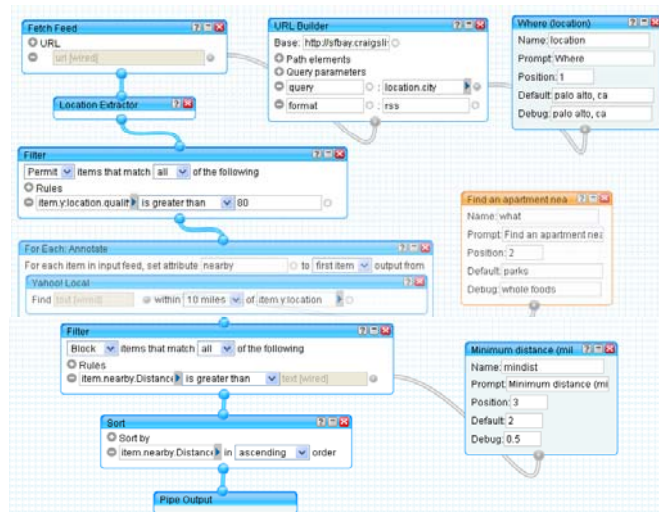 Fetch Feed
URL
url [wired]
URL Builder
Base: http://sfbay.craigsli
Path elements
Query parameters
query : location.city
format : rss
Where (location)
Name: location
Prompt: Where
Position: 1
Default: palo alto, ca
Debug: palo alto, ca
Location Extractor
Filter
Permit items that match all of the following
Rules
item.y:location.qualit is greater than 80
Find an apartment nea
Name: what
Prompt: Find an apartment nea
Position: 2
Default: parks
Debug: whole foods
For Each: Annotate
For each item in input feed, set attribute nearby to first item output from
Yahoo! Local
Find text [wired] within 10 miles of item.y:location
Filter
Block items that match all of the following
Rules
item.nearby.Distance is greater than text [wired]
Minimum distance (mil
Name: mindist
Prompt: Minimum distance (mi
Position: 3
Default: 2
Debug: 0.5
Sort
Sort by
item.nearby.Distance in ascending order
Pipe Output